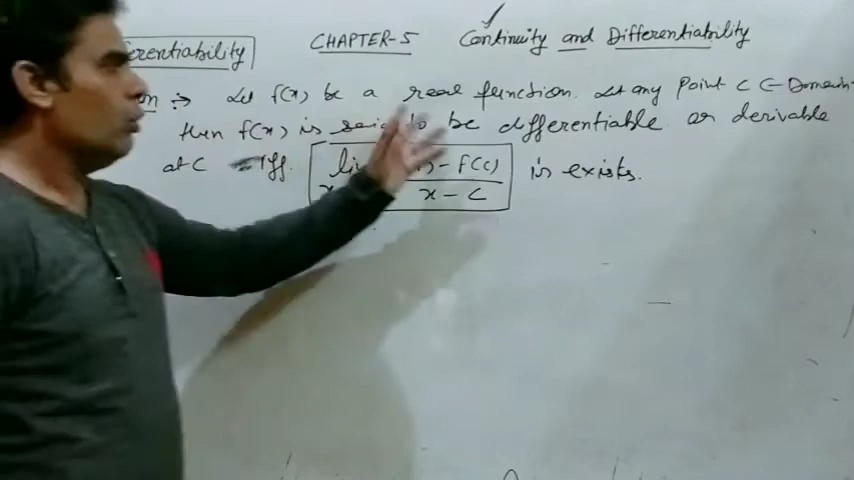 CHAPTER-5 Continuity and Differentiability
erentiability
Let f(x) be a real function. Let any Point C ∈ Domain.
then f(x) is said to be differentiable or derivable
at C iff. f(c) is exists.
x - c